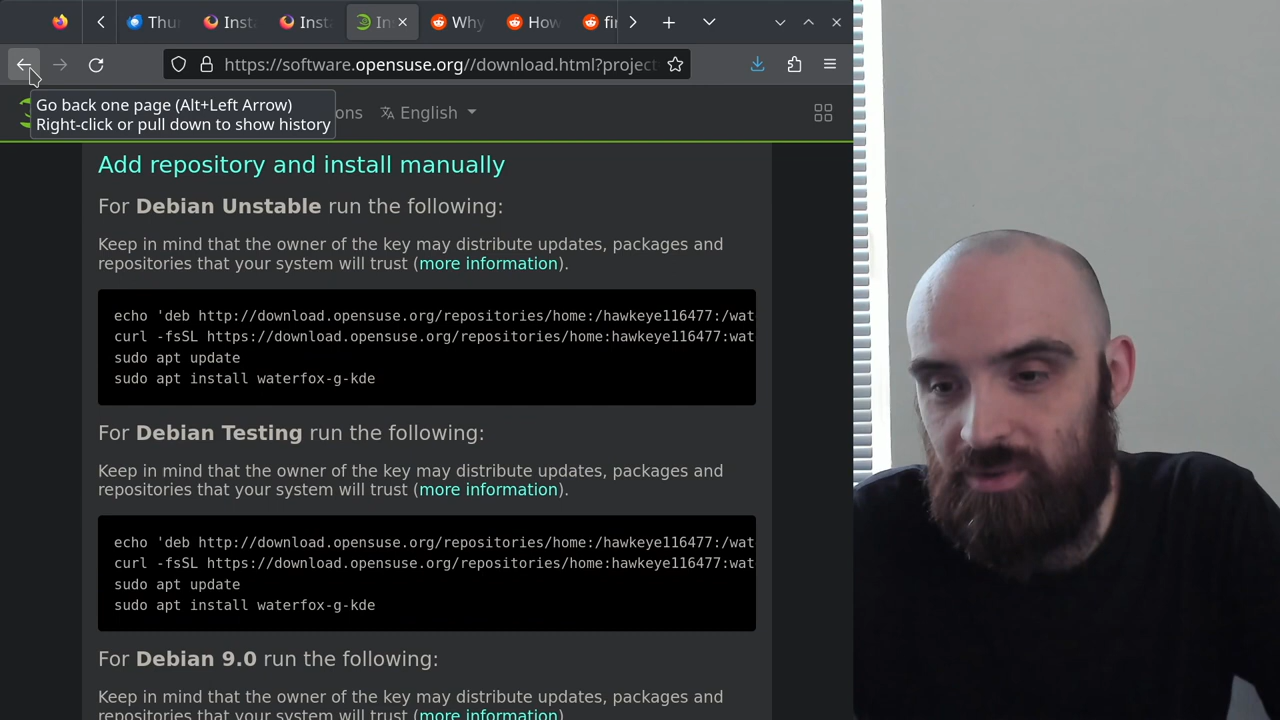 Thu
Inst
Inst
In
Why
How
fir
https://software.opensuse.org//download.html?project
Go back one page (Alt+Left Arrow)
Right-click or pull down to show history
ons
English
Add repository and install manually
For Debian Unstable run the following:
Keep in mind that the owner of the key may distribute updates, packages and
repositories that your system will trust (more information).
echo 'deb http://download.opensuse.org/repositories/home:/hawkeye116477:/wat
curl -fsSL https://download.opensuse.org/repositories/home:hawkeye116477:wat
sudo apt update
sudo apt install waterfox-g-kde
For Debian Testing run the following:
Keep in mind that the owner of the key may distribute updates, packages and
repositories that your system will trust (more information).
echo 'deb http://download.opensuse.org/repositories/home:/hawkeye116477:/wat
curl -fsSL https://download.opensuse.org/repositories/home:hawkeye116477:wat
sudo apt update
sudo apt install waterfox-g-kde
For Debian 9.0 run the following:
Keep in mind that the owner of the key may distribute updates, packages and
repositories that your system will trust (more information)